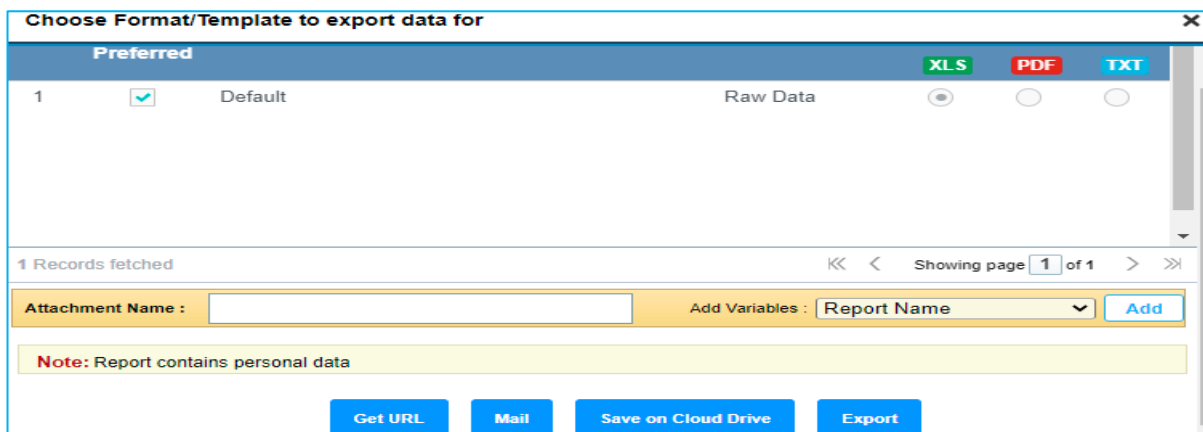 Choose Format/Template to export data for
Preferred XLS PDF TXT
1 Default Raw Data
1 Records fetched Showing page 1 of 1
Attachment Name : Add Variables : Report Name Add
Note: Report contains personal data
Get URL Mail Save on Cloud Drive Export